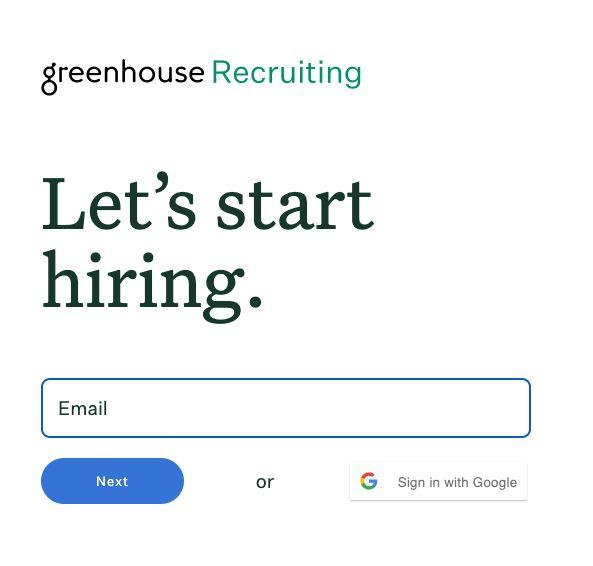 greenhouse Recruiting
Let’s start
hiring.
Email
Next
or
Sign in with Google